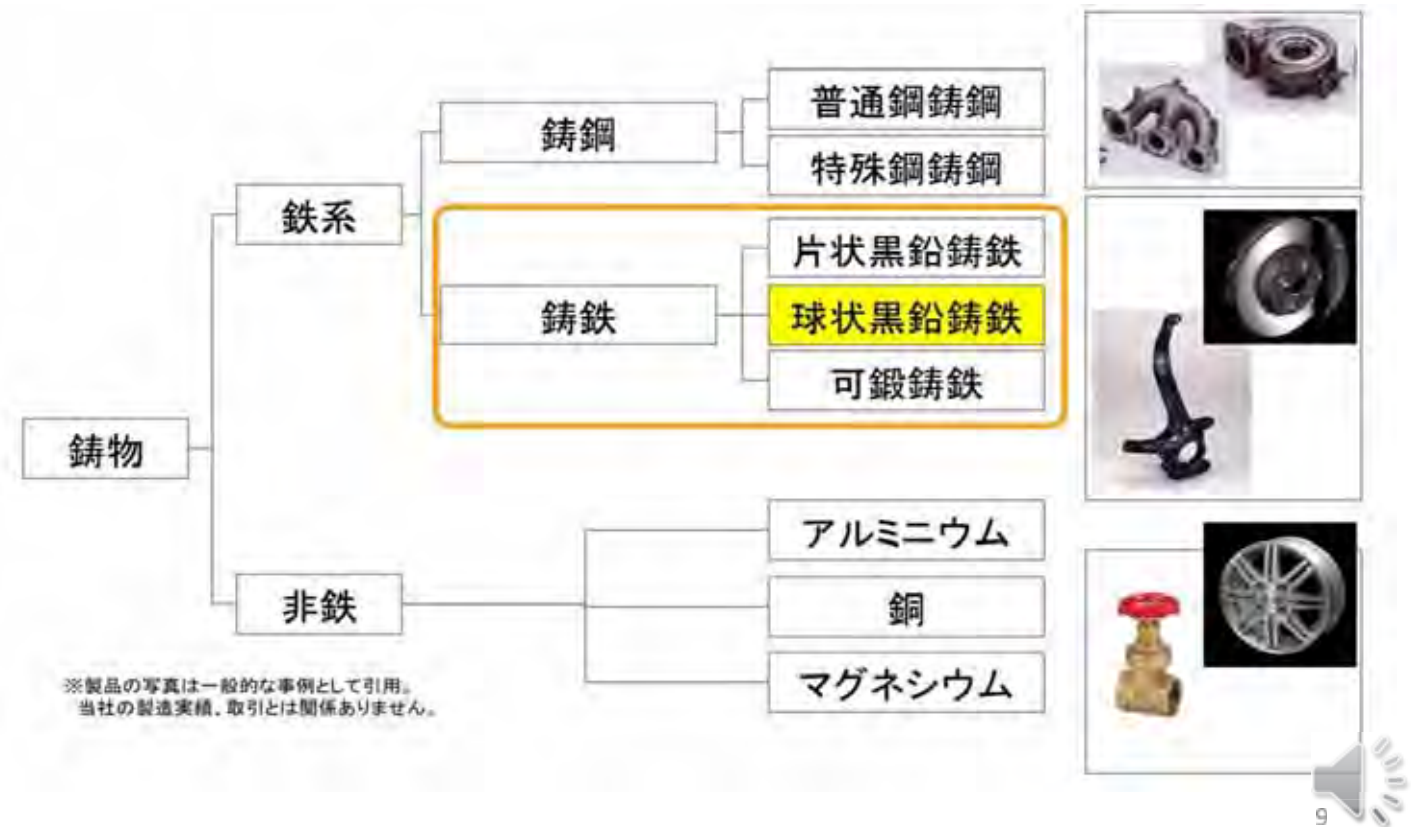 普通鋼鋳鋼
鋳鋼
特殊鋼鋳鋼
鉄系
片状黒鉛鋳鉄
鋳鉄
球状黒鉛鋳鉄
可鍛鋳鉄
鋳物
アルミニウム
非鉄
銅
マグネシウム
※製品の写真は一般的な事例として引用。
当社の製造実績、取引とは関係ありません。
9